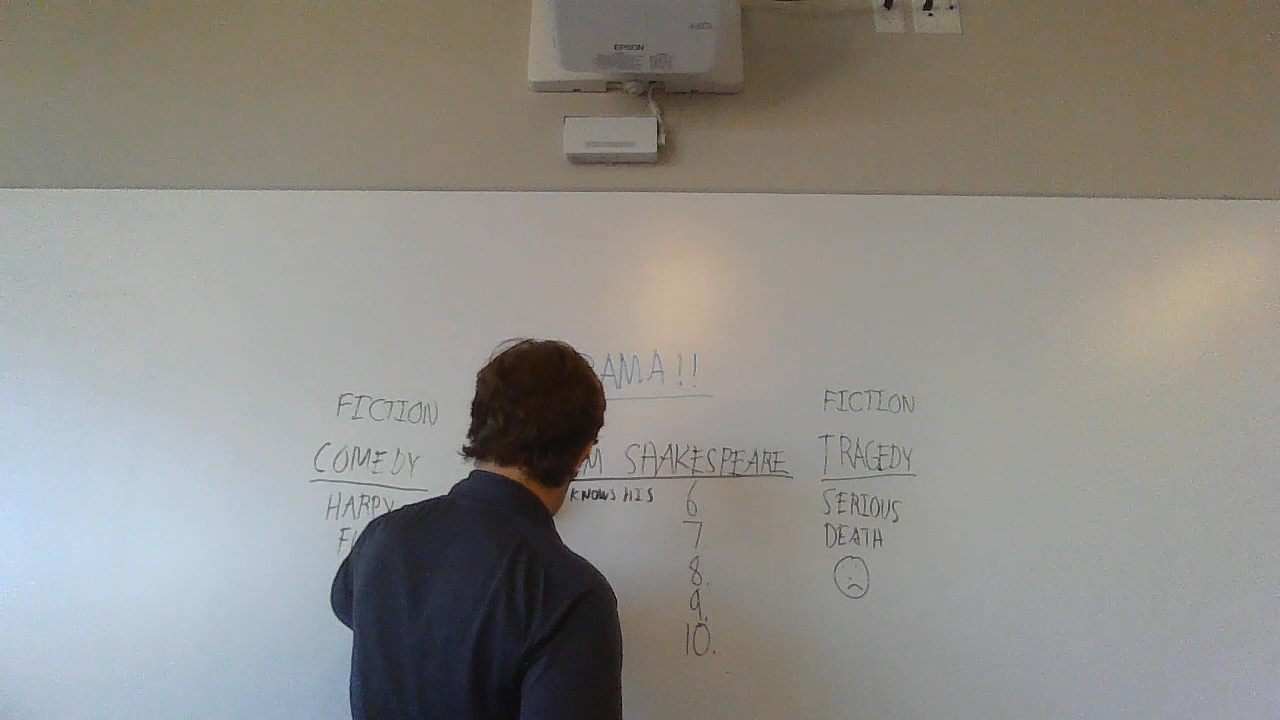 EPSON
RAMA!!
FICTION
FICTION
COMEDY
M SHAKESPEARE
TRAGEDY
HAPPY
KNOWS HIS
6
SERIOUS
7.
DEATH
8.
9.
10.